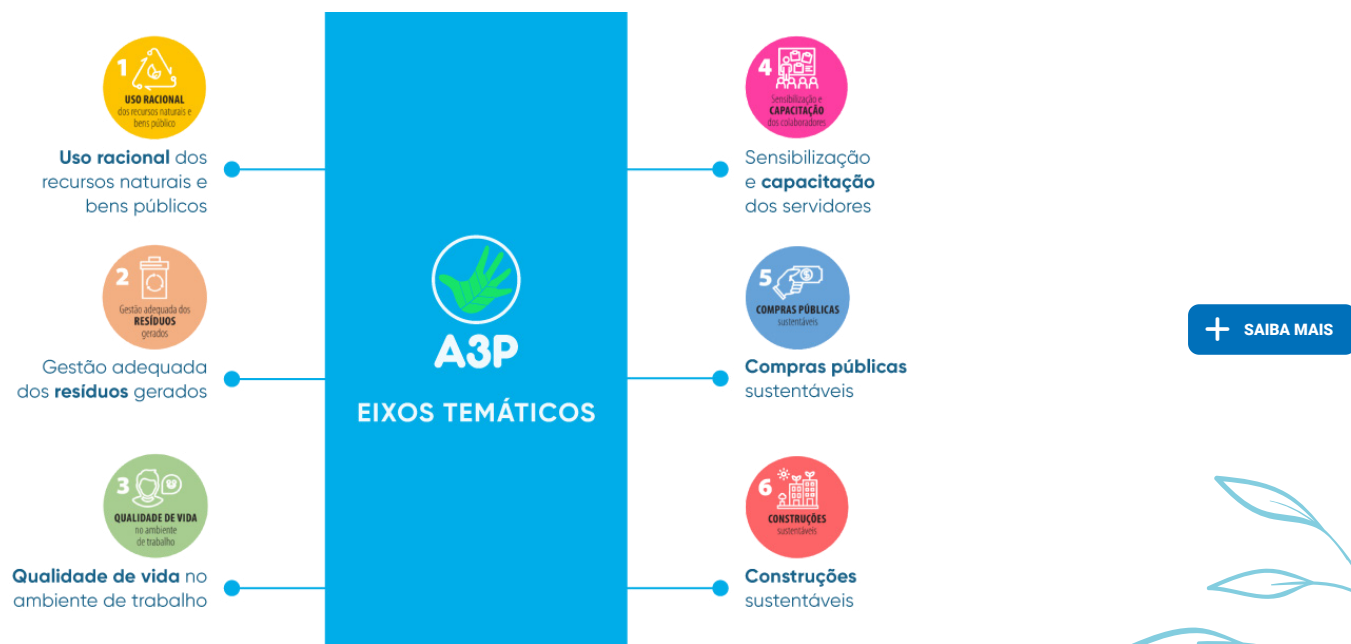 1
USO RACIONAL
dos recursos naturais e
bens público
Uso racional dos
recursos naturais e
bens públicos
2
Gestão adequada dos
RESÍDUOS
gerados
Gestão adequada
dos resíduos gerados
3
QUALIDADE DE VIDA
no ambiente
de trabalho
Qualidade de vida no
ambiente de trabalho
A3P
EIXOS TEMÁTICOS
4
Sensibilização e
CAPACITAÇÃO
dos colaboradores
Sensibilização
e capacitação
dos servidores
5
COMPRAS PÚBLICAS
sustentáveis
Compras públicas
sustentáveis
6
CONSTRUÇÕES
sustentáveis
Construções
sustentáveis
SAIBA MAIS